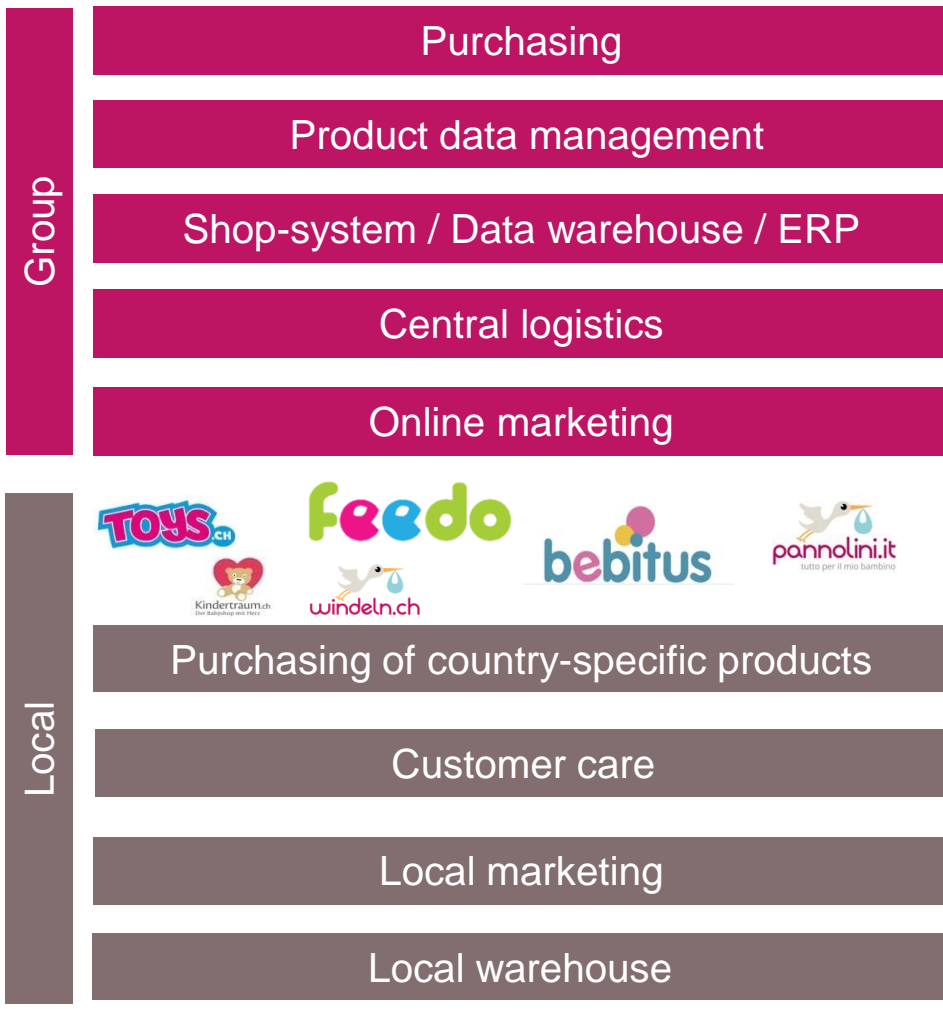 Group
Purchasing
Product data management
Shop-system / Data warehouse / ERP
Central logistics
Online marketing
Local
TOYS.CH
feedo
bebitus
pannolini.it
tutto per il mio bambino
Kindertraum.ch
Der Babyshop mit Herz
windeln.ch
Purchasing of country-specific products
Customer care
Local marketing
Local warehouse